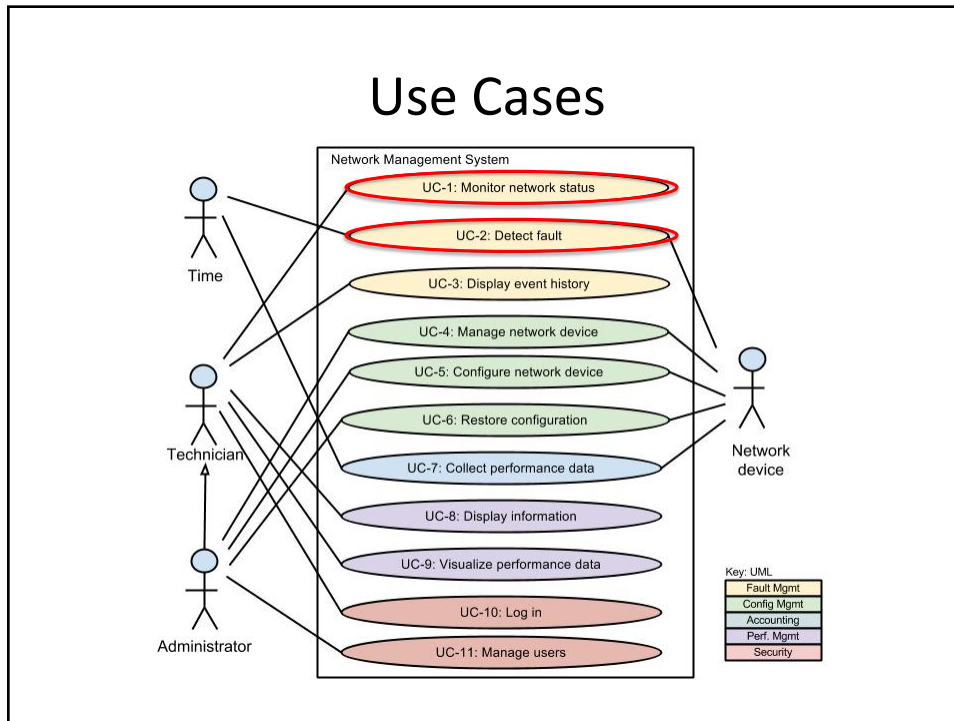 Use Cases
Network Management System
UC-1: Monitor network status
UC-2: Detect fault
Time
UC-3: Display event history
UC-4: Manage network device
UC-5: Configure network device
UC-6: Restore configuration
Technician
Network
device
UC-7: Collect performance data
UC-8: Display information
UC-9: Visualize performance data
Key: UML
Fault Mgmt
Config Mgmt
Accounting
Perf. Mgmt
Security
UC-10: Log in
Administrator
UC-11: Manage users